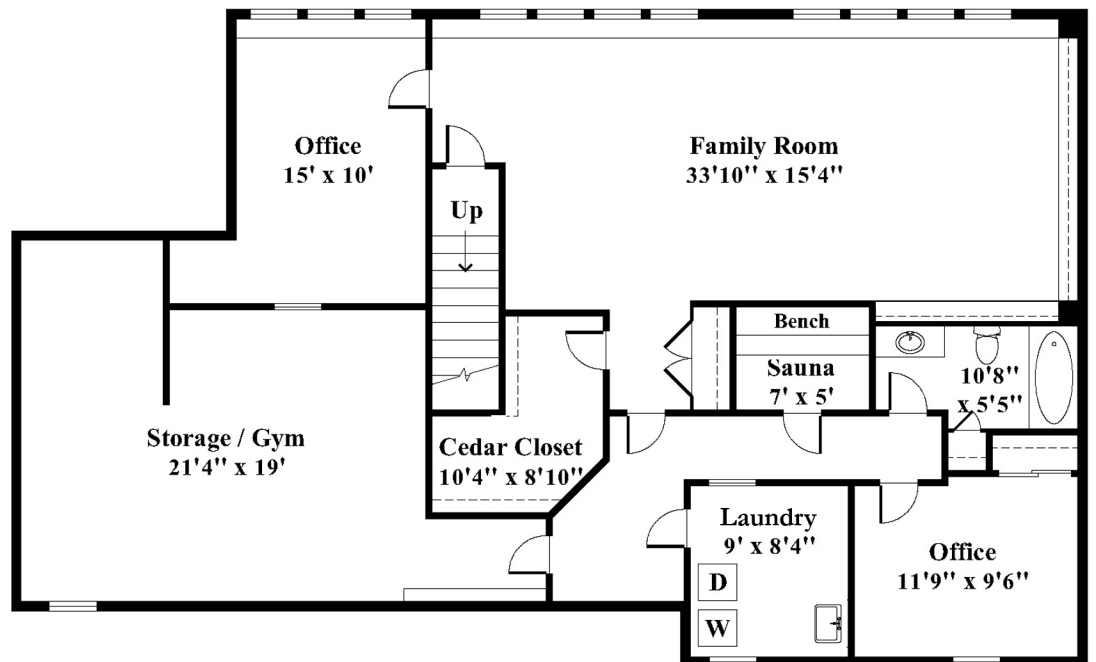 Office
15' x 10'
Family Room
33'10" x 15'4"
Up
Bench
Sauna
7' x 5'
10'8"
x 5'5"
Storage / Gym
21'4" x 19'
Cedar Closet
10'4" x 8'10"
Laundry
9' x 8'4"
D
W
Office
11'9" x 9'6"